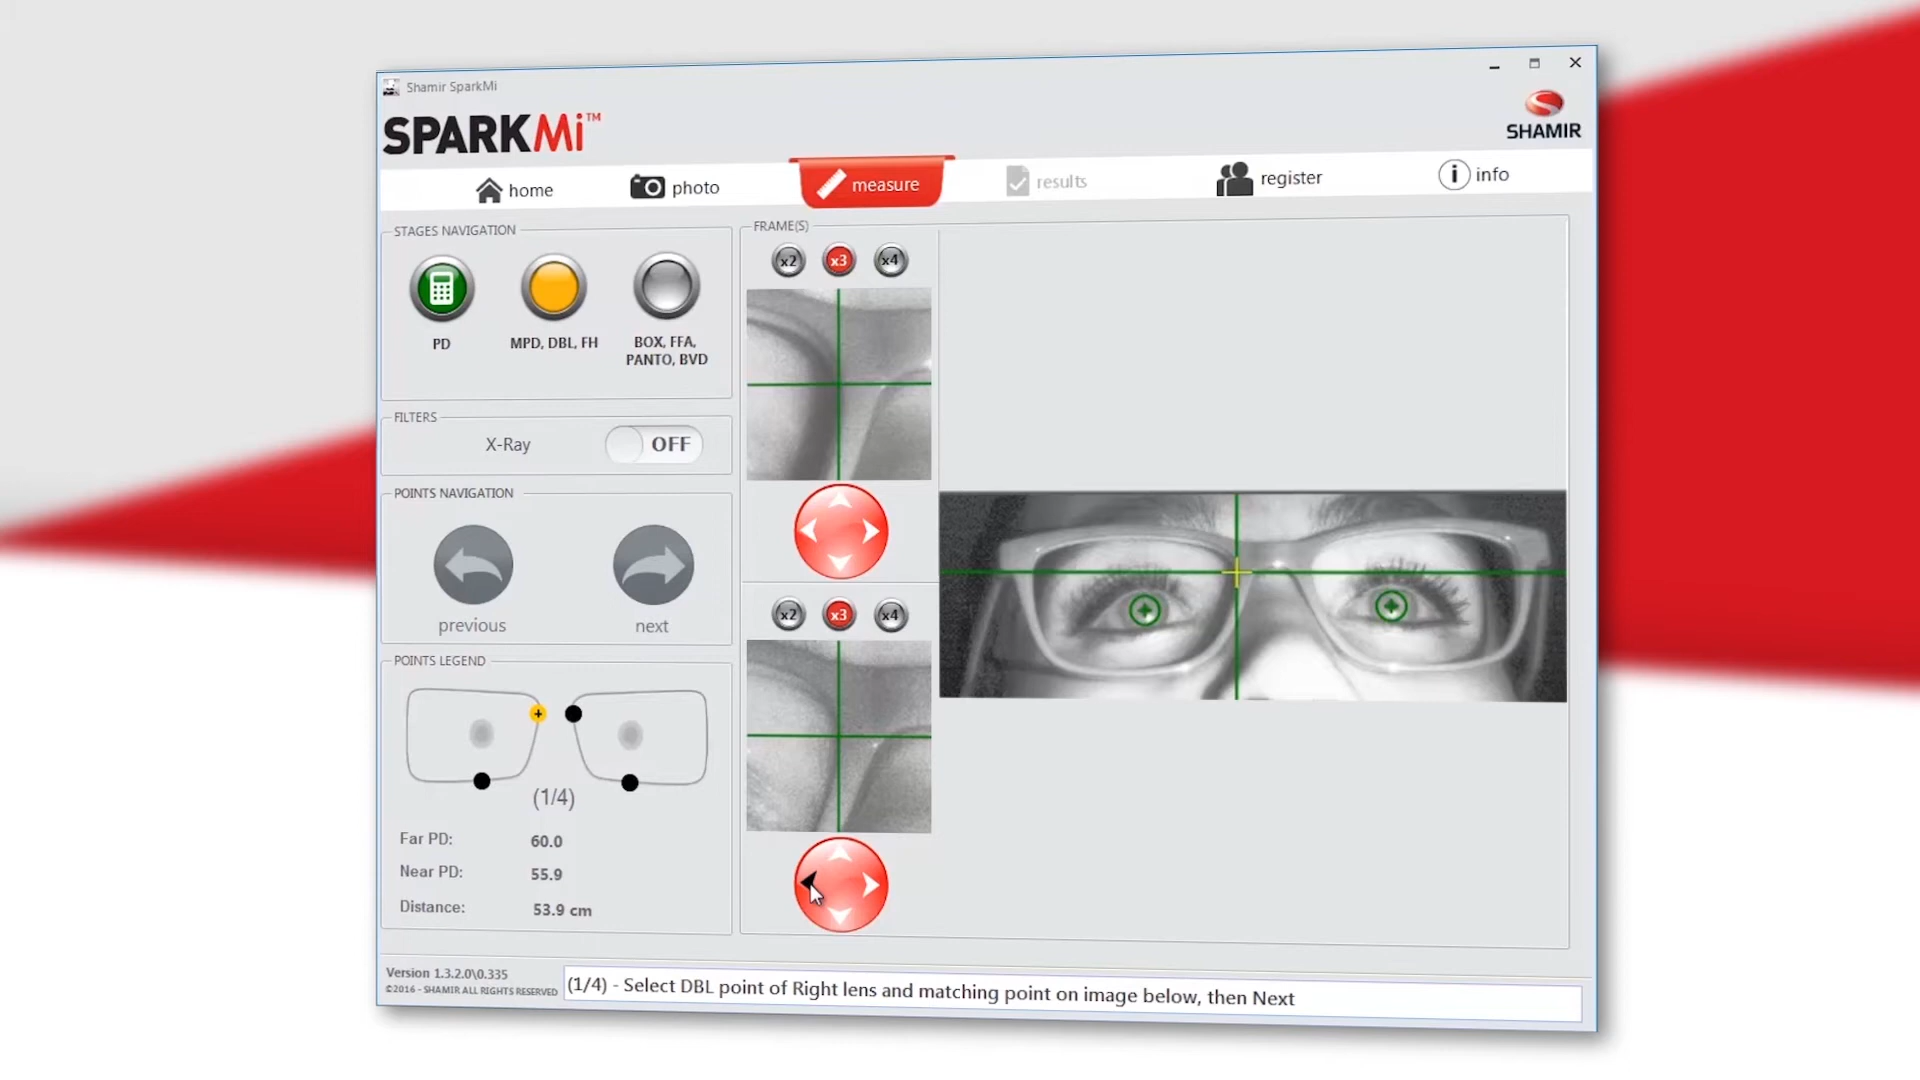 Shamir SparkMi
SPARKMi™
SHAMIR
home
photo
measure
results
register
info
STAGES NAVIGATION
PD
MPD, DBL, FH
BOX, FFA,
PANTO, BVD
FILTERS
X-Ray
OFF
POINTS NAVIGATION
previous
next
POINTS LEGEND
(1/4)
Far PD: 60.0
Near PD: 55.9
Distance: 53.9 cm
FRAME(S)
x2 x3 x4
x2 x3 x4
Version 1.3.2.0\0.335
©2016 - SHAMIR ALL RIGHTS RESERVED
(1/4) - Select DBL point of Right lens and matching point on image below, then Next